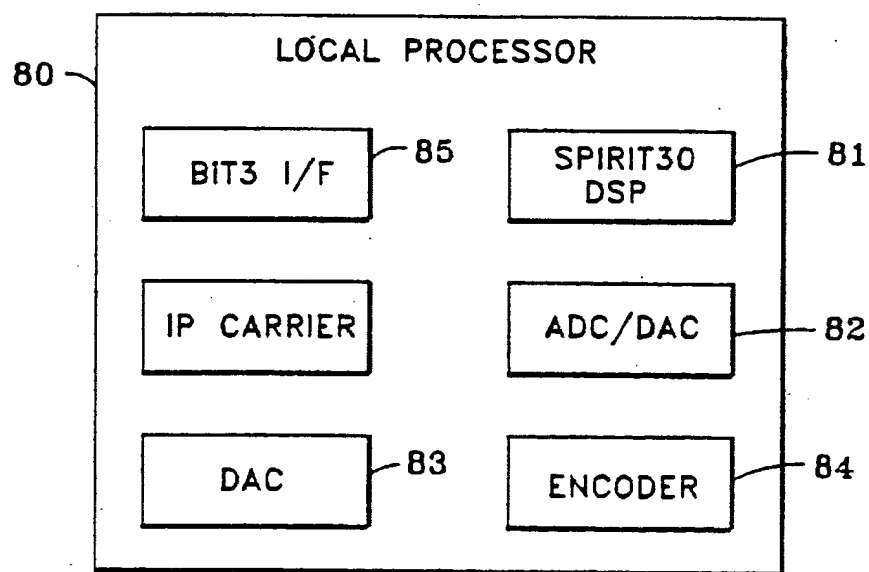 LOCAL PROCESSOR
80
BIT3 I/F
85
SPIRIT30
DSP
81
IP CARRIER
ADC/DAC
82
DAC
83
ENCODER
84